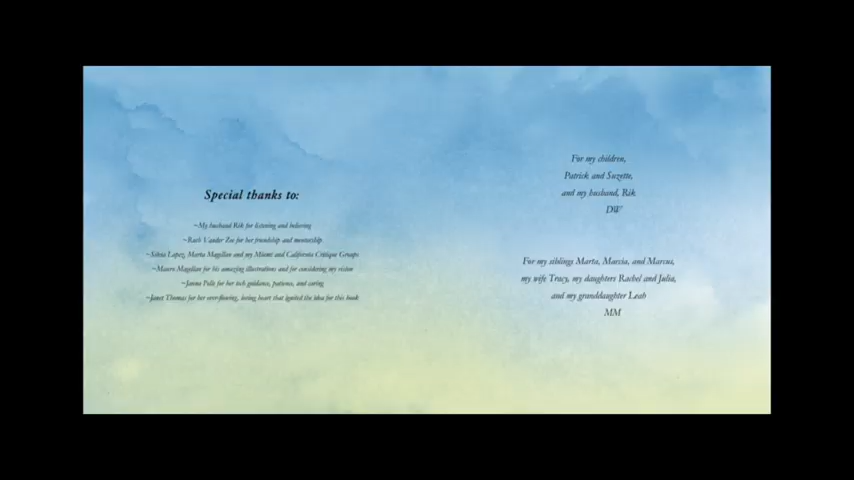 Special thanks to:
~My husband Rik for listening and believing
~Ruth Vander Zee for her friendship and mentorship
~Silvia Lopez, Marta Magellan and my Miami and California Critique Groups
~Mauro Magellan for his amazing illustrations and for considering my vision
~Janna for her rich guidance, patience, and caring
~Janet Thomas for her overflowing, loving heart that ignited the idea for this book
For my children,
Patrick and Suzette,
and my husband, Rik
DW
For my siblings Marta, Marcia, and Marcus,
my wife Tracy, my daughters Rachel and Julia,
and my granddaughter Leah
MM